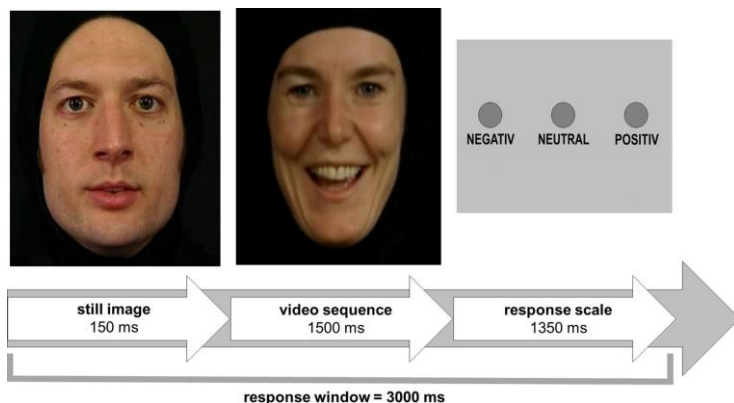 NEGATIV NEUTRAL POSITIV
still image
150 ms
video sequence
1500 ms
response scale
1350 ms
response window = 3000 ms